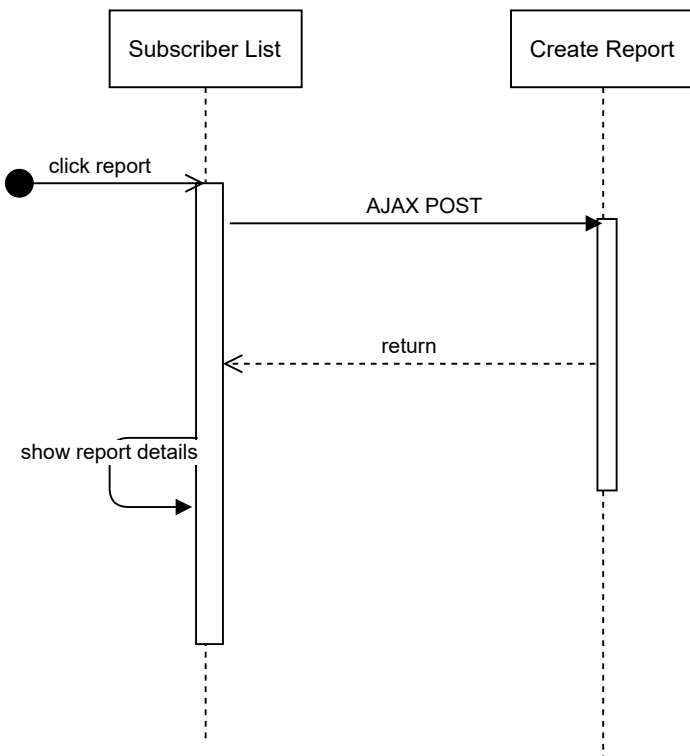 Subscriber List
Create Report
click report
AJAX POST
return
show report details